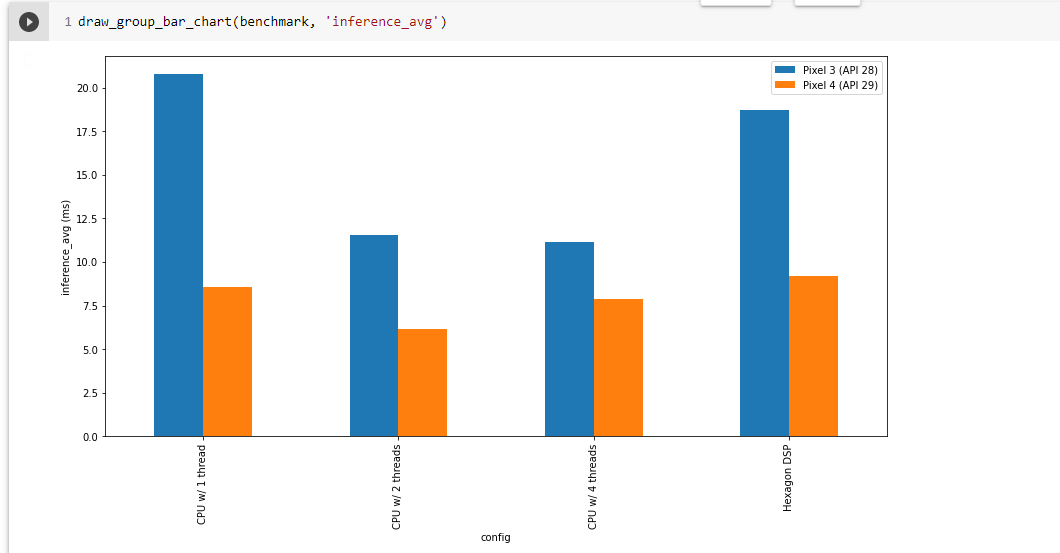 1 draw_group_bar_chart(benchmark, 'inference_avg')
Pixel 3 (API 28)
Pixel 4 (API 29)
20.0
17.5
15.0
12.5
10.0
7.5
5.0
2.5
0.0
inference_avg (ms)
CPU w/ 1 thread
CPU w/ 2 threads
CPU w/ 4 threads
Hexagon DSP
config